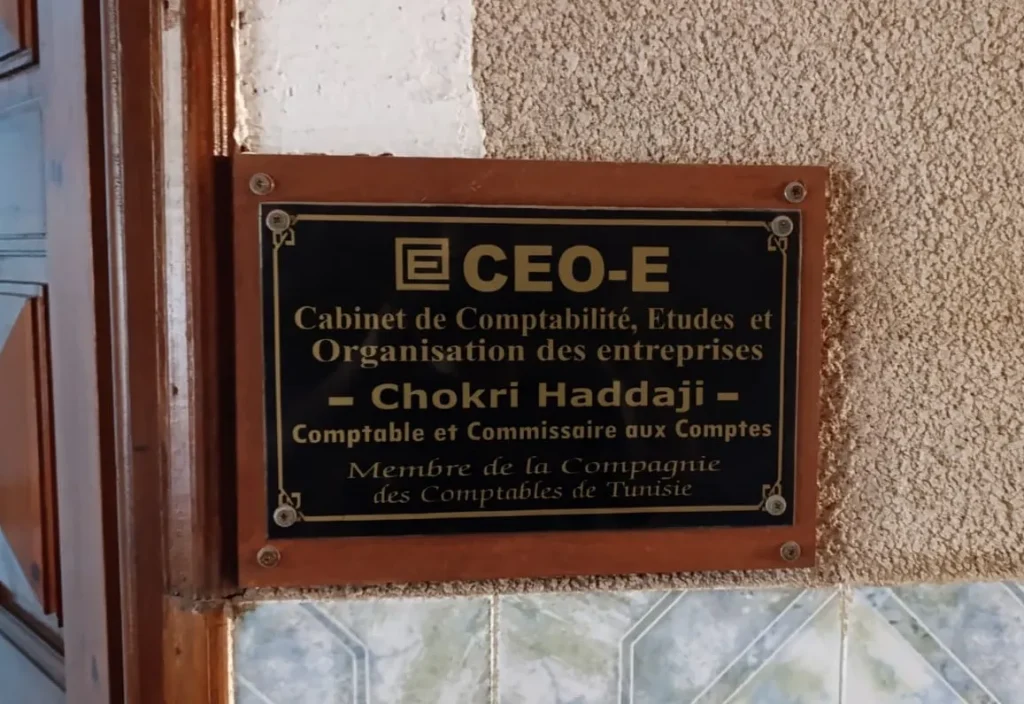 CEO-E
Cabinet de Comptabilité, Etudes et
Organisation des entreprises
- Chokri Haddaji -
Comptable et Commissaire aux Comptes
Membre de la Compagnie
des Comptables de Tunisie